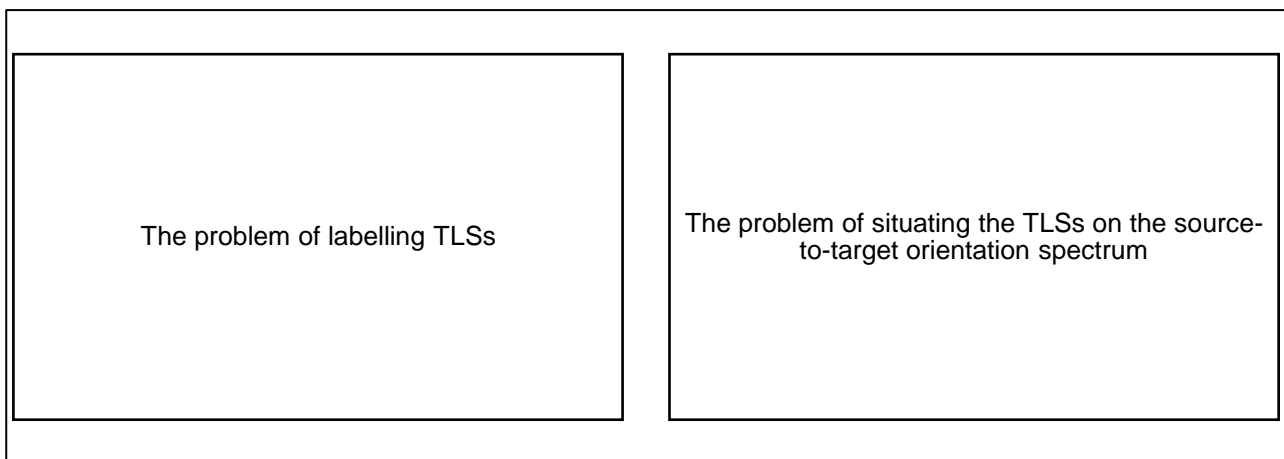 The problem of labelling TLSs
The problem of situating the TLSs on the source-
to-target orientation spectrum